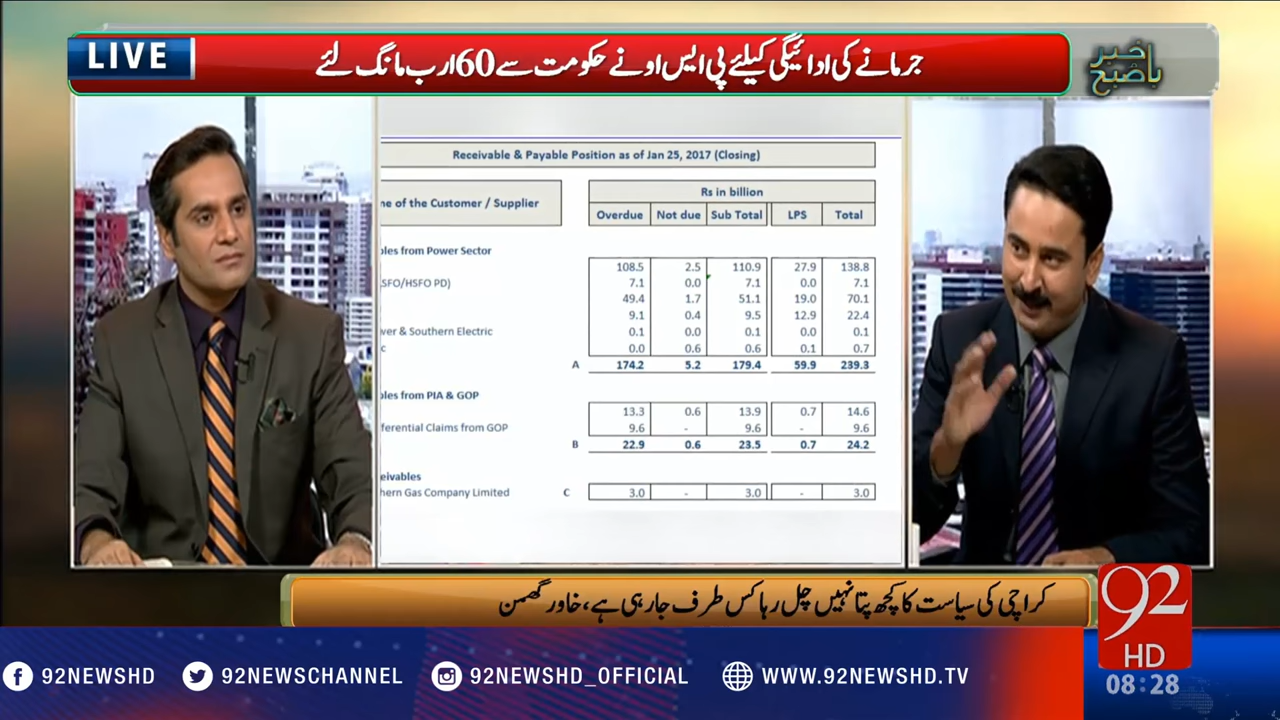 LIVE
جرمانے کی ادائیگی کیلئے پی ایس او نے حکومت سے 60 ارب مانگ لئے
باخبر صبح
Receivable & Payable Position as of Jan 25, 2017 (Closing)
Rs in billion
ne of the Customer / Supplier
Overdue Not due Sub Total LPS Total
bles from Power Sector
108.5 2.5 110.9 27.9 138.8
SFO/HSFO PD) 7.1 0.0 7.1 0.0 7.1
49.4 1.7 51.1 19.0 70.1
9.1 0.4 9.5 12.9 22.4
wer & Southern Electric 0.1 0.0 0.1 0.0 0.1
c 0.0 0.6 0.6 0.1 0.7
A 174.2 5.2 179.4 59.9 239.3
bles from PIA & GOP
13.3 0.6 13.9 0.7 14.6
fferential Claims from GOP 9.6 - 9.6 - 9.6
B 22.9 0.6 23.5 0.7 24.2
eivables
hern Gas Company Limited C 3.0 - 3.0 - 3.0
کراچی کی سیاست کا کچھ پتا نہیں چل رہا کس طرف جا رہی ہے، خاور گھمن
92
HD
08:28
92NEWSHD 92NEWSCHANNEL 92NEWSHD_OFFICIAL WWW.92NEWSHD.TV